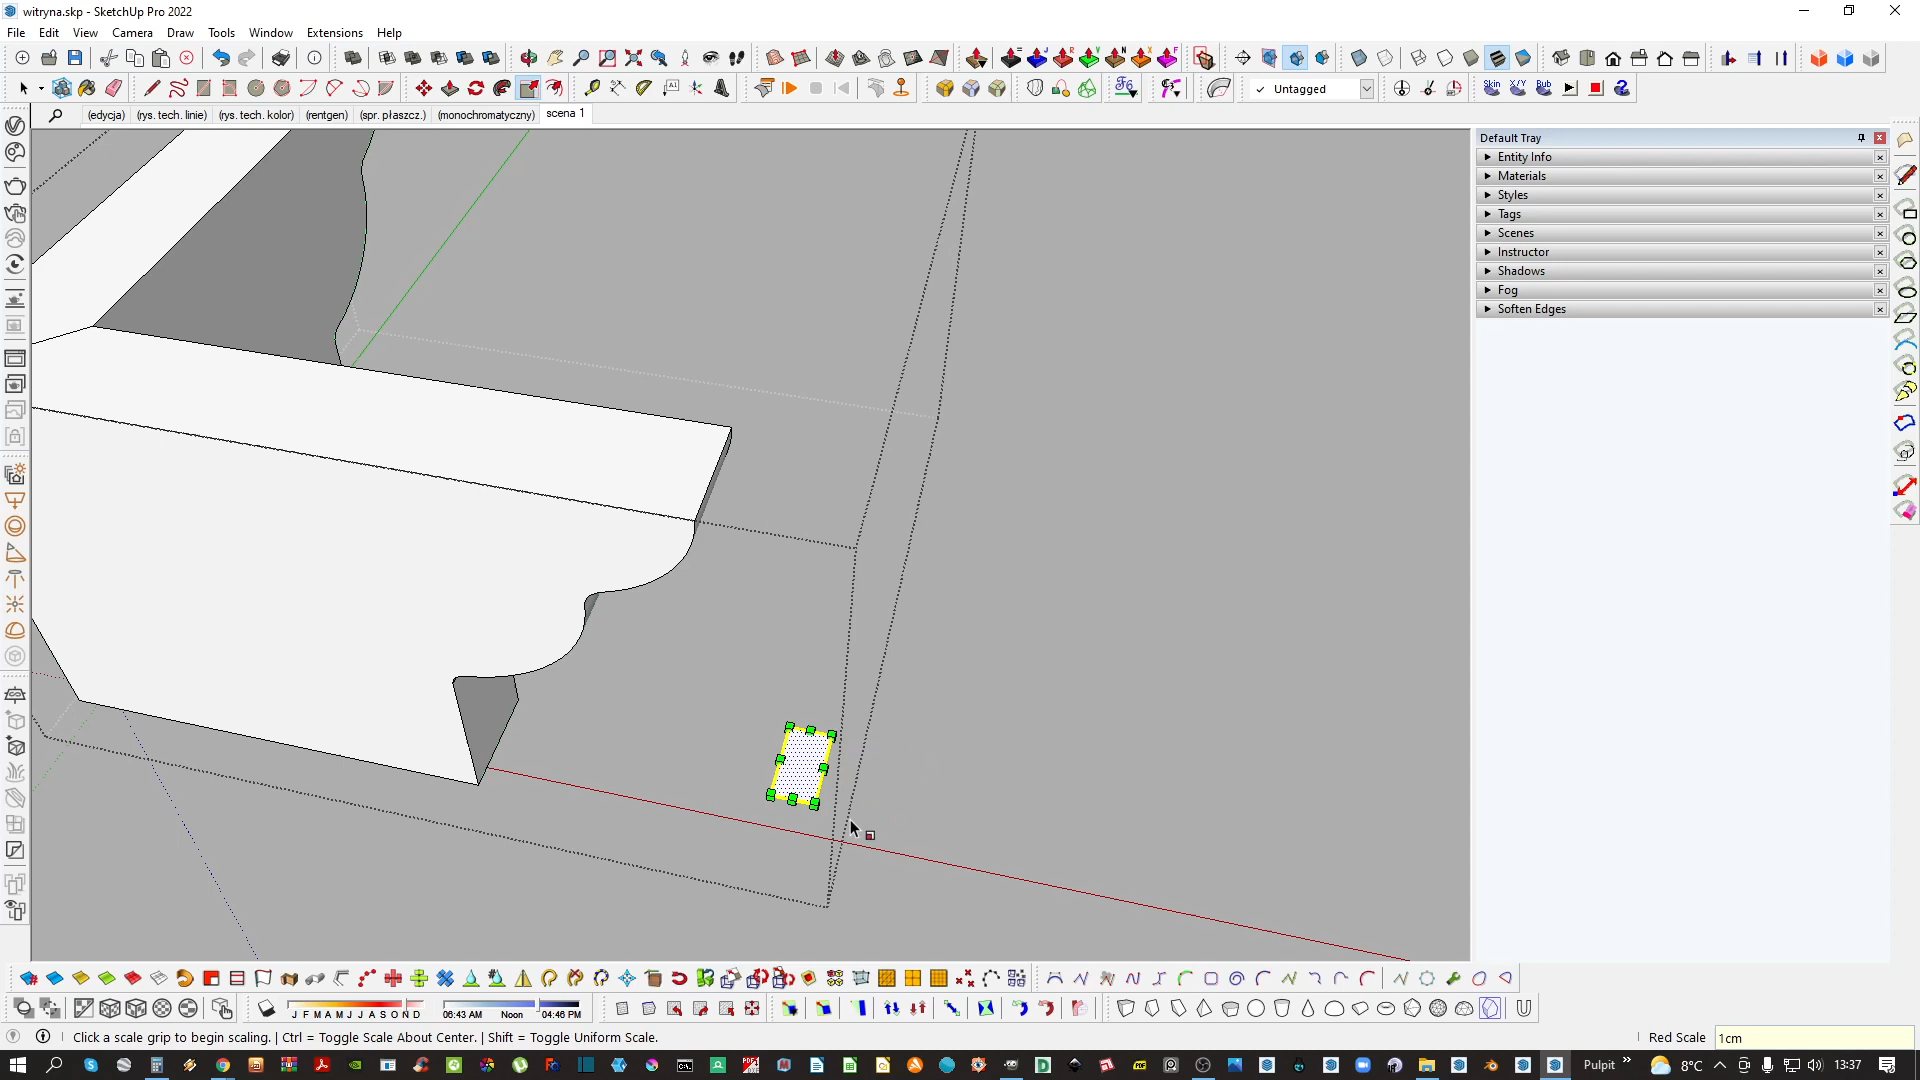 witryna.skp - SketchUp Pro 2022
File Edit View Camera Draw Tools Window Extensions Help
Untagged
Skin X/Y Bub
(edycja) (rys. tech. linie) (rys. tech. kolor) (rentgen) (spr. płaszcz.) (monochromatyczny) scena 1
Default Tray
Entity Info
Materials
Styles
Tags
Scenes
Instructor
Shadows
Fog
Soften Edges
J F M A M J J A S O N D 06:43 AM Noon 04:46 PM
Click a scale grip to begin scaling. | Ctrl = Toggle Scale About Center. | Shift = Toggle Uniform Scale.
Red Scale 1cm
Pulpit 8°C 13:37